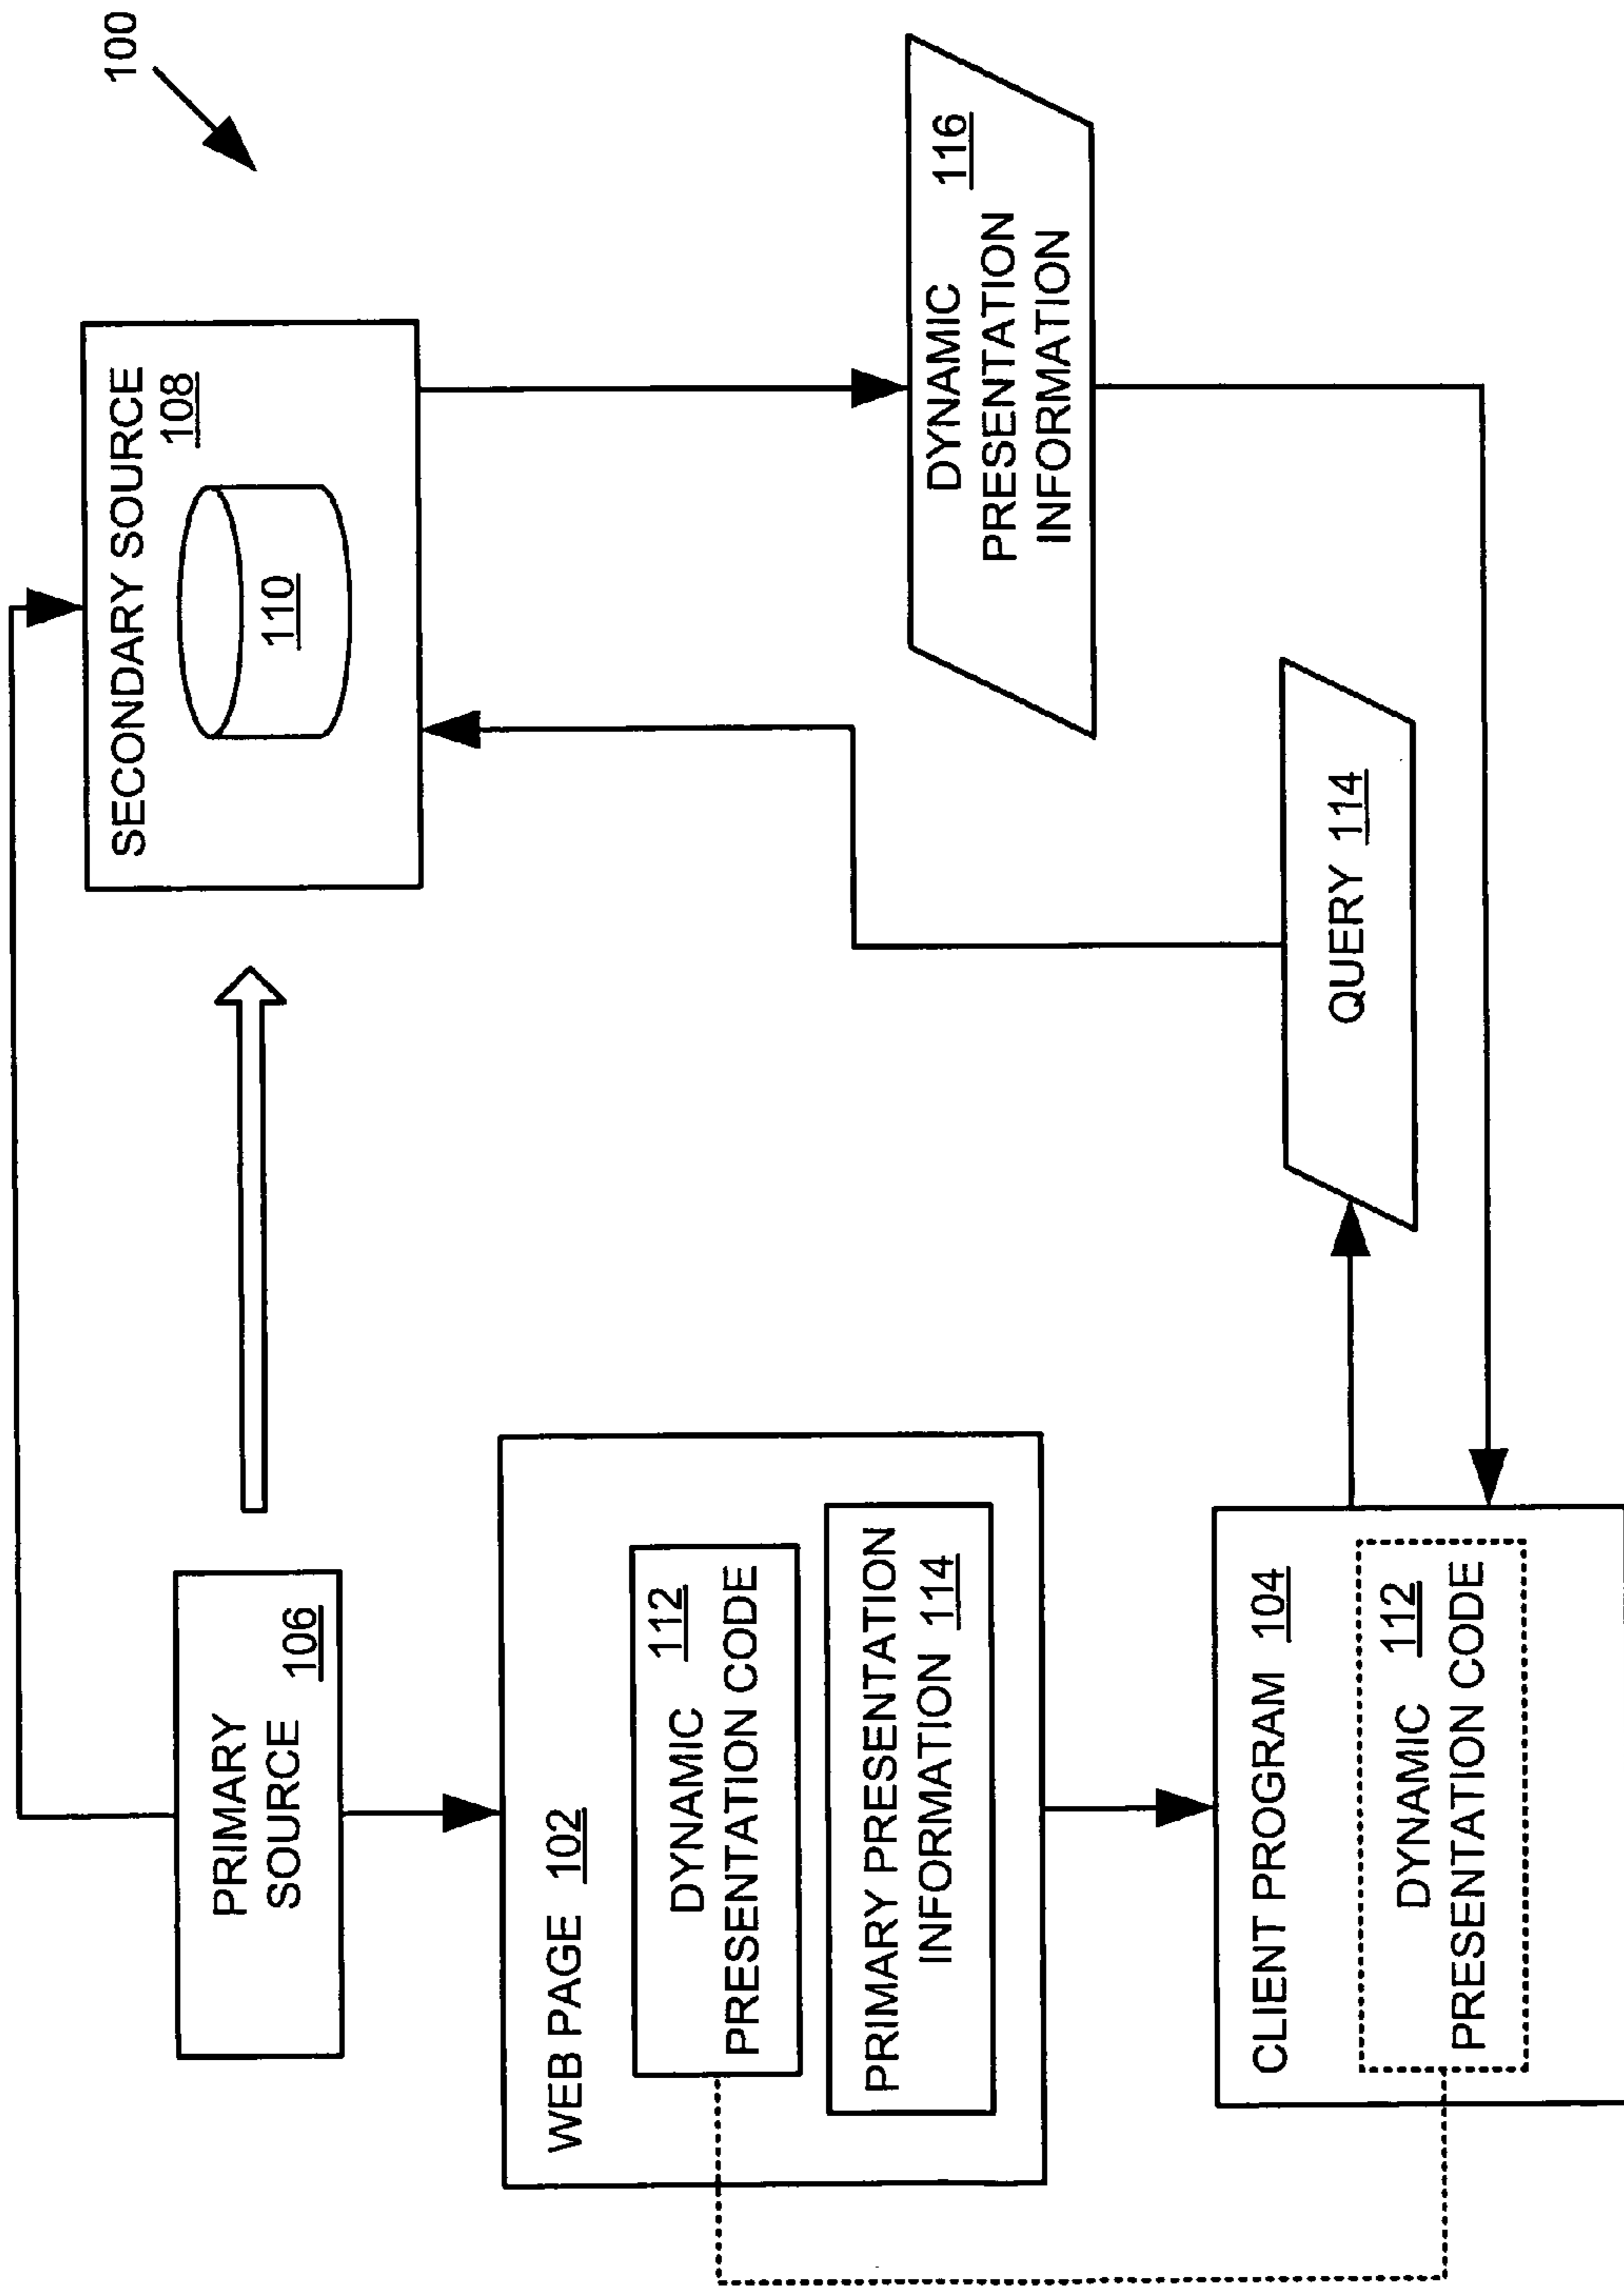 100
PRIMARY
SOURCE 106
SECONDARY SOURCE
108
110
WEB PAGE 102
DYNAMIC 112
PRESENTATION CODE
PRIMARY PRESENTATION
INFORMATION 114
DYNAMIC 116
PRESENTATION
INFORMATION
CLIENT PROGRAM 104
DYNAMIC 112
PRESENTATION CODE
QUERY 114